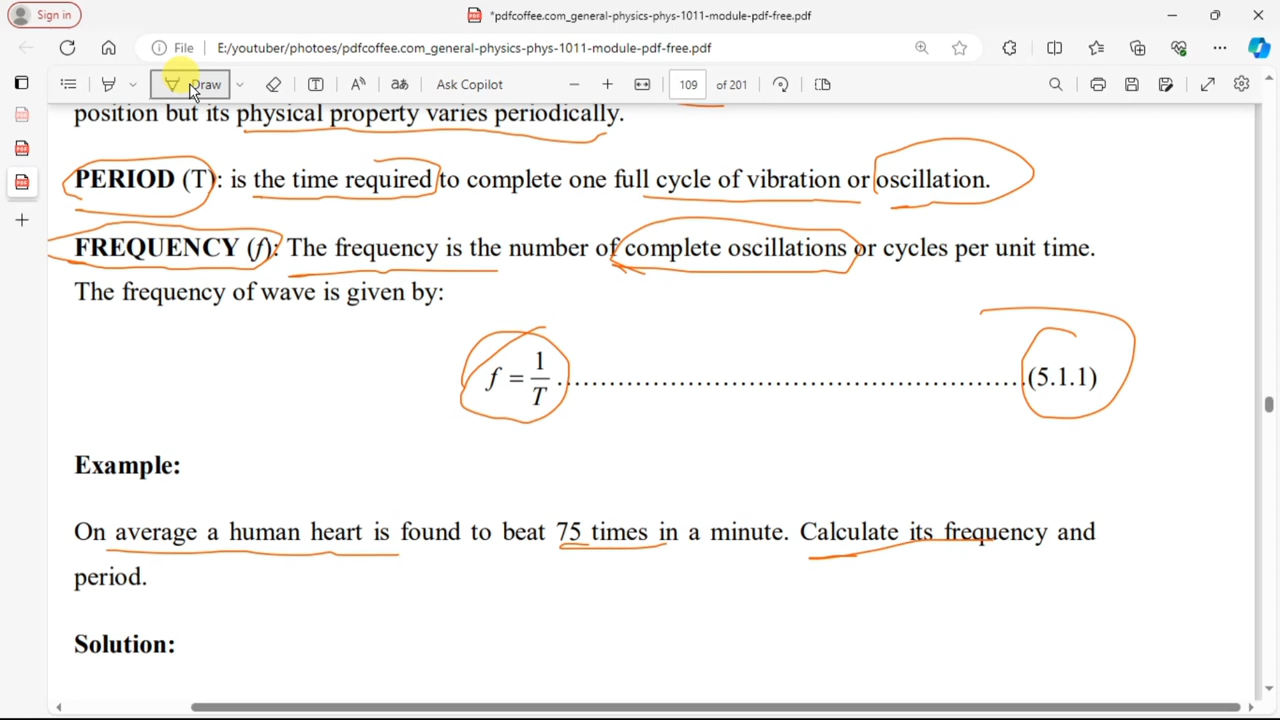 Sign in
*pdfcoffee.com_general-physics-phys-1011-module-pdf-free.pdf
File E:/youtuber/photoes/pdfcoffee.com_general-physics-phys-1011-module-pdf-free.pdf
Draw A aあ Ask Copilot 109 of 201
position but its physical property varies periodically.
PERIOD (T): is the time required to complete one full cycle of vibration or oscillation.
FREQUENCY (f): The frequency is the number of complete oscillations or cycles per unit time.
The frequency of wave is given by:
f = 1/T ........................................................................(5.1.1)
Example:
On average a human heart is found to beat 75 times in a minute. Calculate its frequency and
period.
Solution: